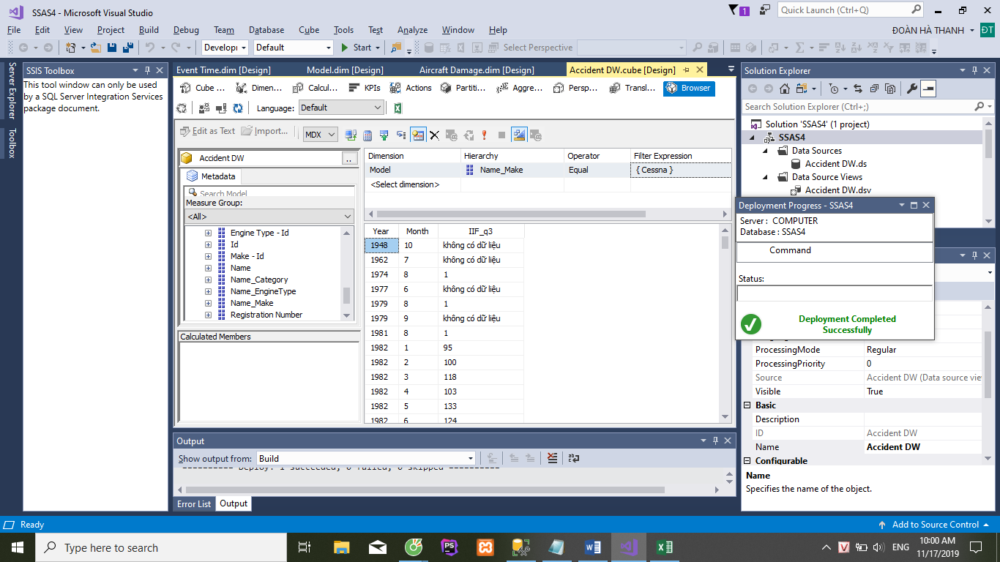 SSAS4 - Microsoft Visual Studio
1
Quick Launch (Ctrl+Q)
File Edit View Project Build Debug Team Database Cube Tools Test Analyze Window Help
ĐOÀN HÀ THANH ĐT
Developı Default Start Select Perspective
Server Explorer
Toolbox
SSIS Toolbox
This tool window can only be used
by a SQL Server Integration Services
package document.
Event Time.dim [Design] Model.dim [Design] Aircraft Damage.dim [Design] Accident DW.cube [Design]
Cube ... Dimen... Calcul... KPIs Actions Partiti... Aggre... Persp... Transl... Browser
Language: Default
Edit as Text Import... MDX
Accident DW ..
Metadata
Search Model
Measure Group:
<All>
Engine Type - Id
Id
Make - Id
Name
Name_Category
Name_EngineType
Name_Make
Registration Number
Calculated Members
Dimension Hierarchy Operator Filter Expression
Model Name_Make Equal { Cessna }
<Select dimension>
Year Month IIF_q3
1948 10 không có dữ liệu
1962 7 không có dữ liệu
1974 8 1
1977 6 không có dữ liệu
1979 8 1
1979 9 không có dữ liệu
1981 8 1
1982 1 95
1982 2 100
1982 3 118
1982 4 103
1982 5 133
1982 6 124
Output
Show output from: Build
========== Deploy: 1 succeeded, 0 failed, 0 skipped ==========
Error List Output
Solution Explorer
Search Solution Explorer (Ctrl+;)
Solution 'SSAS4' (1 project)
SSAS4
Data Sources
Accident DW.ds
Data Source Views
Accident DW.dsv
Deployment Progress - SSAS4
Server : COMPUTER
Database : SSAS4
Command
Status:
Deployment Completed
Successfully
ProcessingMode Regular
ProcessingPriority 0
Source Accident DW (Data source vie
Visible True
Basic
Description
ID Accident DW
Name Accident DW
Configurable
Name
Specifies the name of the object.
Ready
Add to Source Control
Type here to search
PS
W
X
V
ENG
10:00 AM
11/17/2019